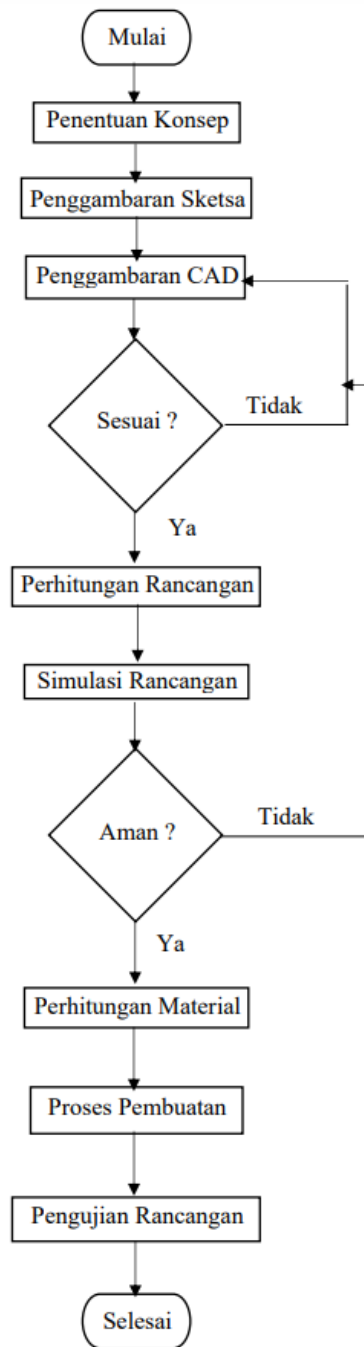 Mulai
Penentuan Konsep
Penggambaran Sketsa
Penggambaran CAD
Sesuai ?
Tidak
Ya
Perhitungan Rancangan
Simulasi Rancangan
Aman ?
Tidak
Ya
Perhitungan Material
Proses Pembuatan
Pengujian Rancangan
Selesai